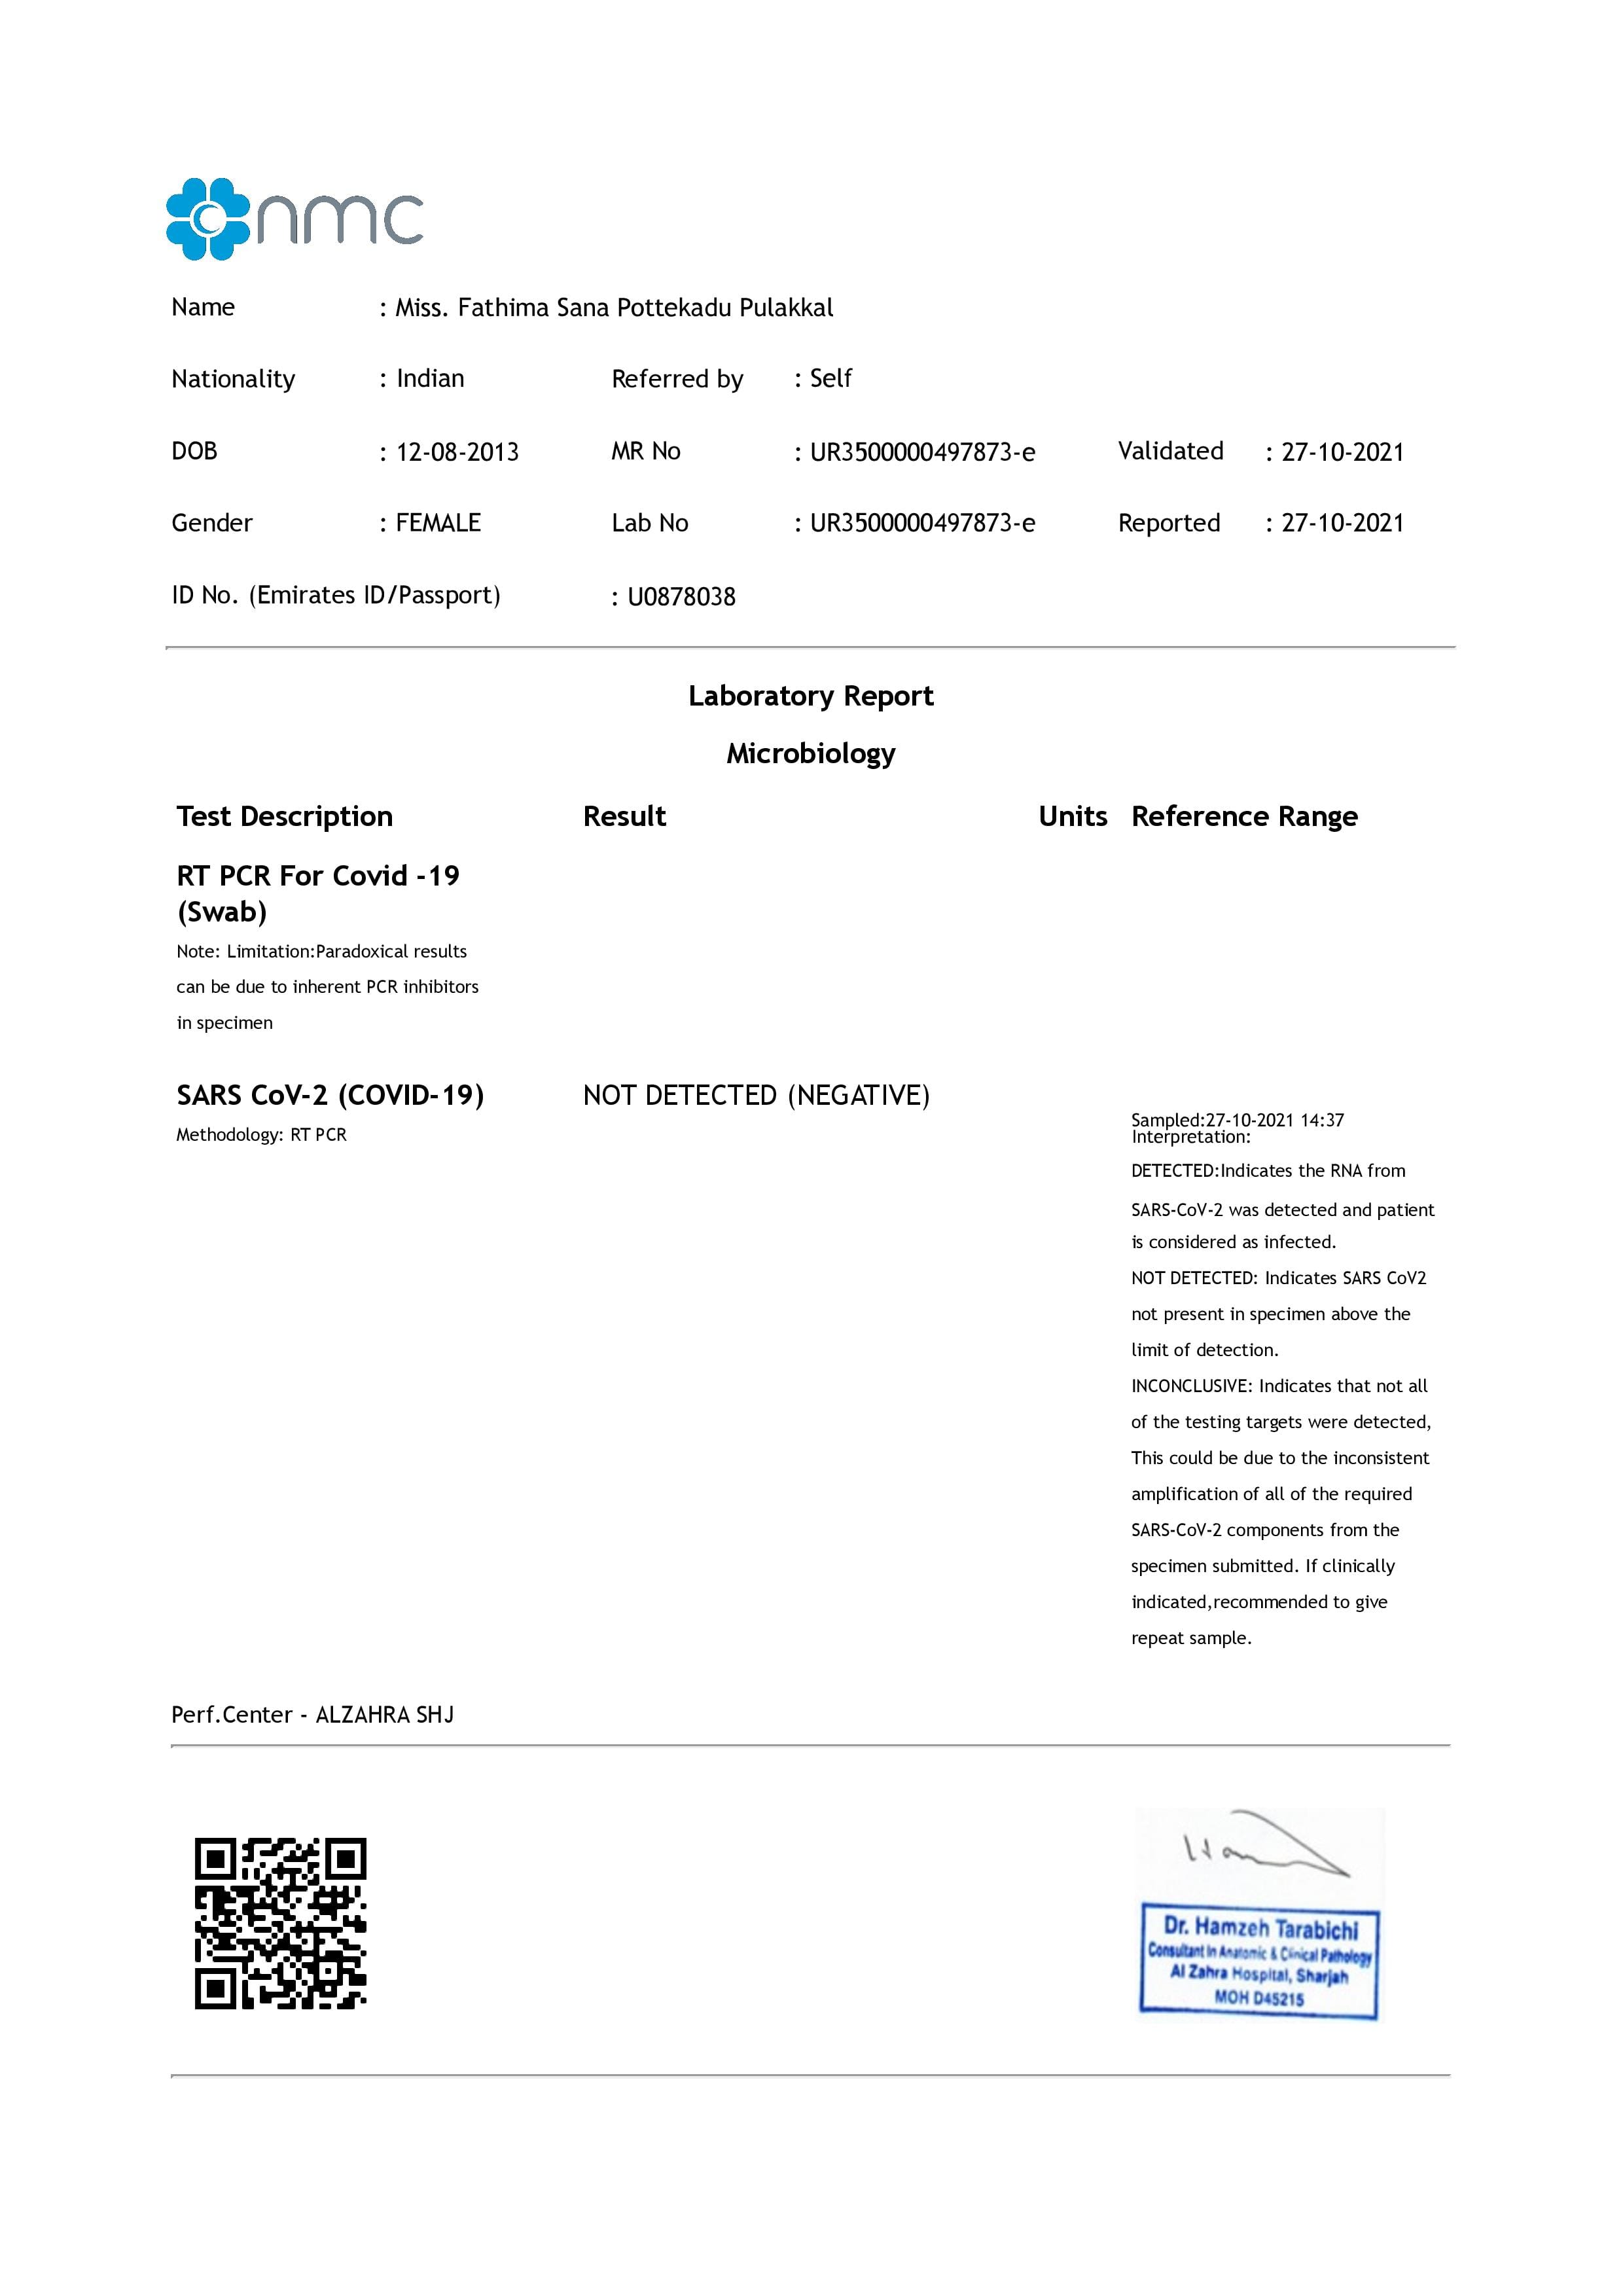 nmc
Name : Miss. Fathima Sana Pottekadu Pulakkal
Nationality : Indian Referred by : Self
DOB : 12-08-2013 MR No : UR3500000497873-e Validated : 27-10-2021
Gender : FEMALE Lab No : UR3500000497873-e Reported : 27-10-2021
ID No. (Emirates ID/Passport) : U0878038
Laboratory Report
Microbiology
Test Description Result Units Reference Range
RT PCR For Covid -19
(Swab)
Note: Limitation:Paradoxical results
can be due to inherent PCR inhibitors
in specimen
SARS CoV-2 (COVID-19) NOT DETECTED (NEGATIVE)
Methodology: RT PCR
Sampled:27-10-2021 14:37
Interpretation:
DETECTED:Indicates the RNA from
SARS-CoV-2 was detected and patient
is considered as infected.
NOT DETECTED: Indicates SARS CoV2
not present in specimen above the
limit of detection.
INCONCLUSIVE: Indicates that not all
of the testing targets were detected,
This could be due to the inconsistent
amplification of all of the required
SARS-CoV-2 components from the
specimen submitted. If clinically
indicated,recommended to give
repeat sample.
Perf.Center - ALZAHRA SHJ
Dr. Hamzeh Tarabichi
Consultant in Anatomic & Clinical Pathology
Al Zahra Hospital, Sharjah
MOH D45215